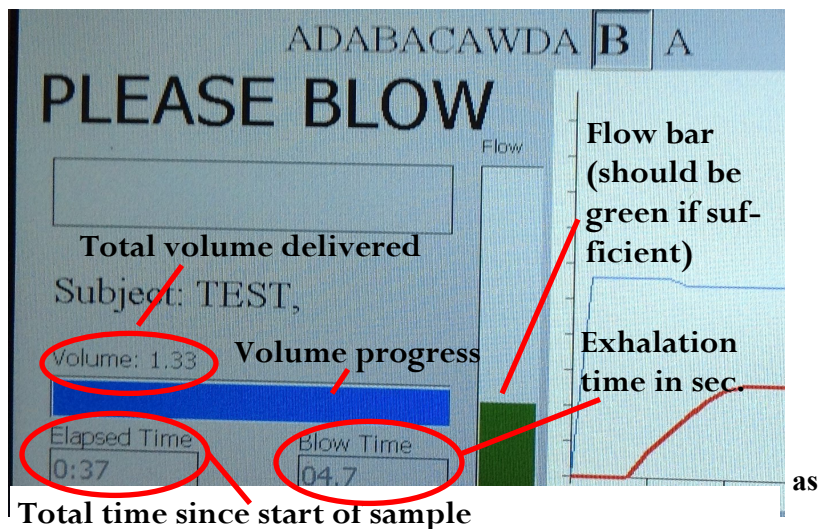 ADABACAWDA B A
PLEASE BLOW
Flow
Flow bar
(should be
green if suf-
ficient)
Total volume delivered
Subject: TEST,
Volume: 1.33
Volume progress
Exhalation
time in sec.
Elapsed Time
Blow Time
0:37
04.7
as
Total time since start of sample